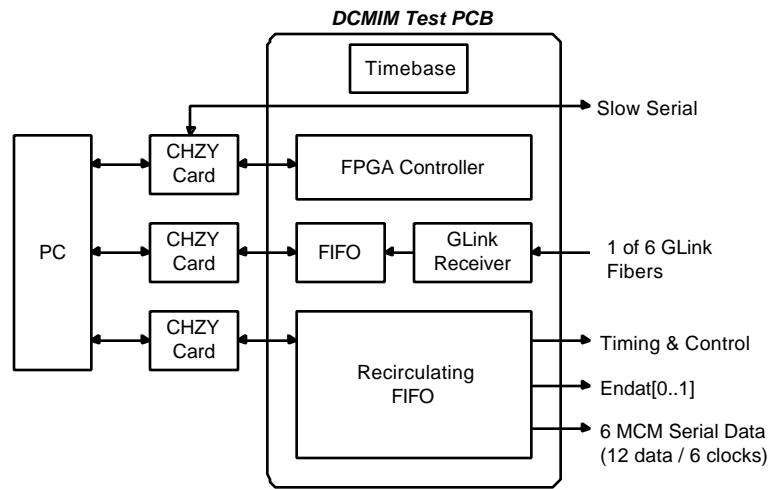 DCMIM Test PCB
Timebase
Slow Serial
CHZY
Card
FPGA Controller
PC
CHZY
Card
FIFO
GLink
Receiver
1 of 6 GLink
Fibers
CHZY
Card
Recirculating
FIFO
Timing & Control
Endat[0..1]
6 MCM Serial Data
(12 data / 6 clocks)